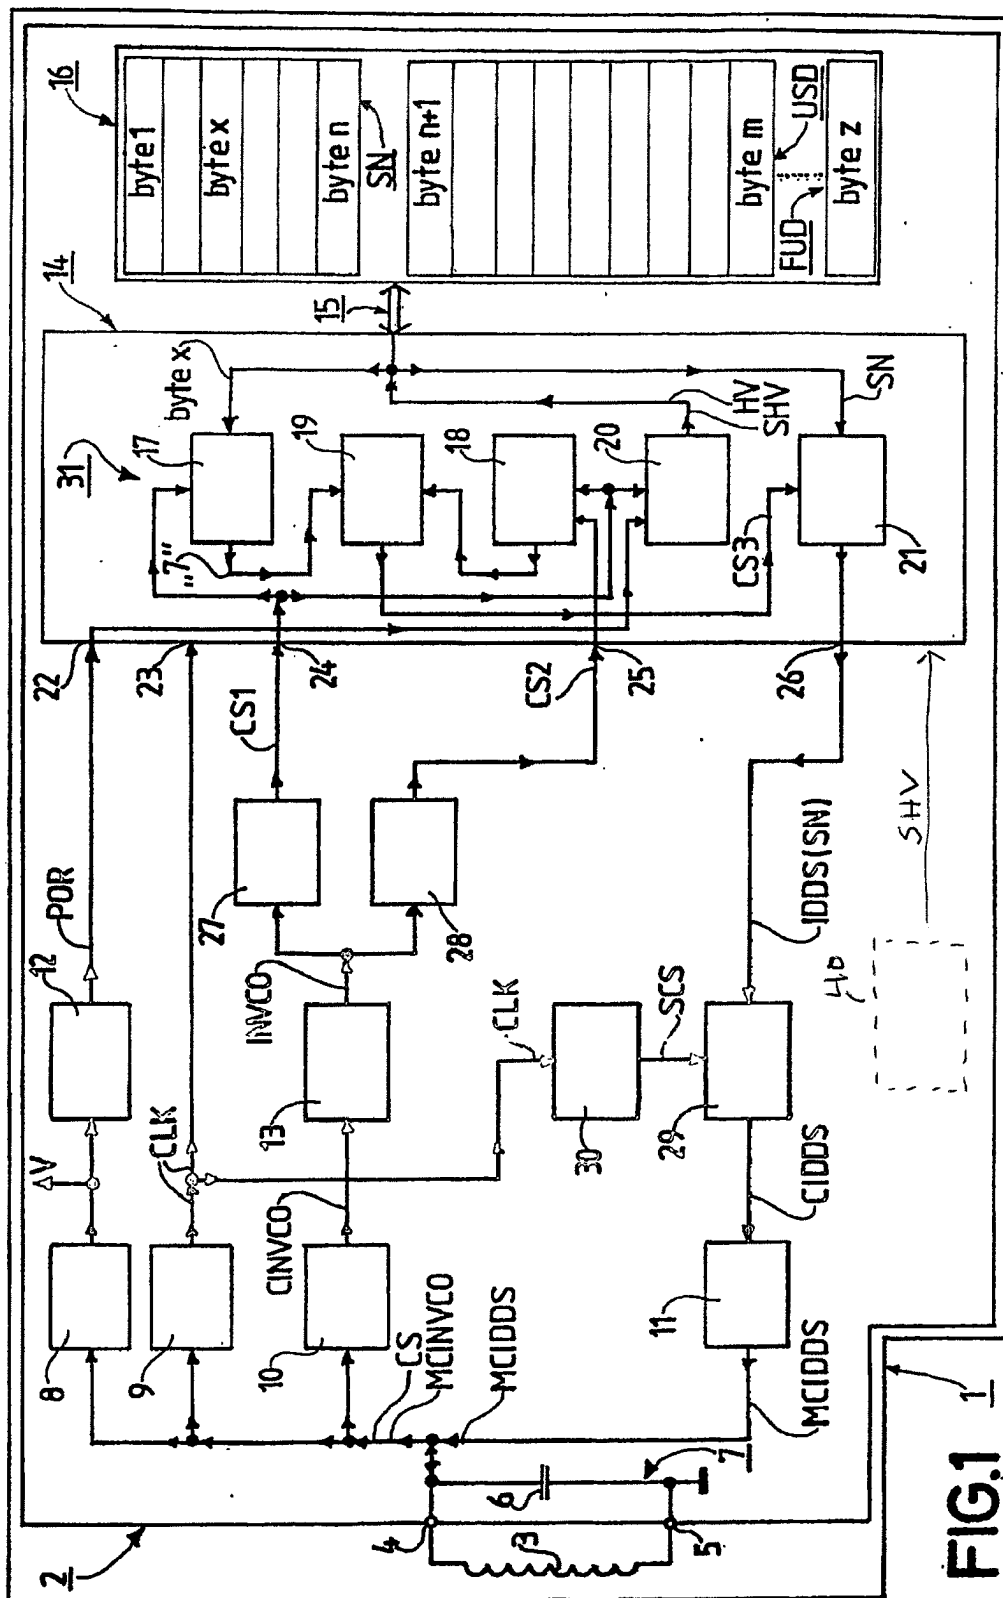 FIG.1
1
2
3
4
5
6
7
8
9
10
11
MCIDDS
CS
MCINVCO
MCIDDS
V
CLK
CINVCO
CIDDS
12
13
30
29
POR
INVCO
CLK
SCS
IDDS(SN)
40
SHV
27
28
CS1
CS2
22
23
24
25
26
14
31
17
19
18
20
21
„7"
CS3
byte x
HV
SHV
SN
15
16
byte 1
byte x
byte n
SN
byte n+1
byte m
USD
FUD
byte z